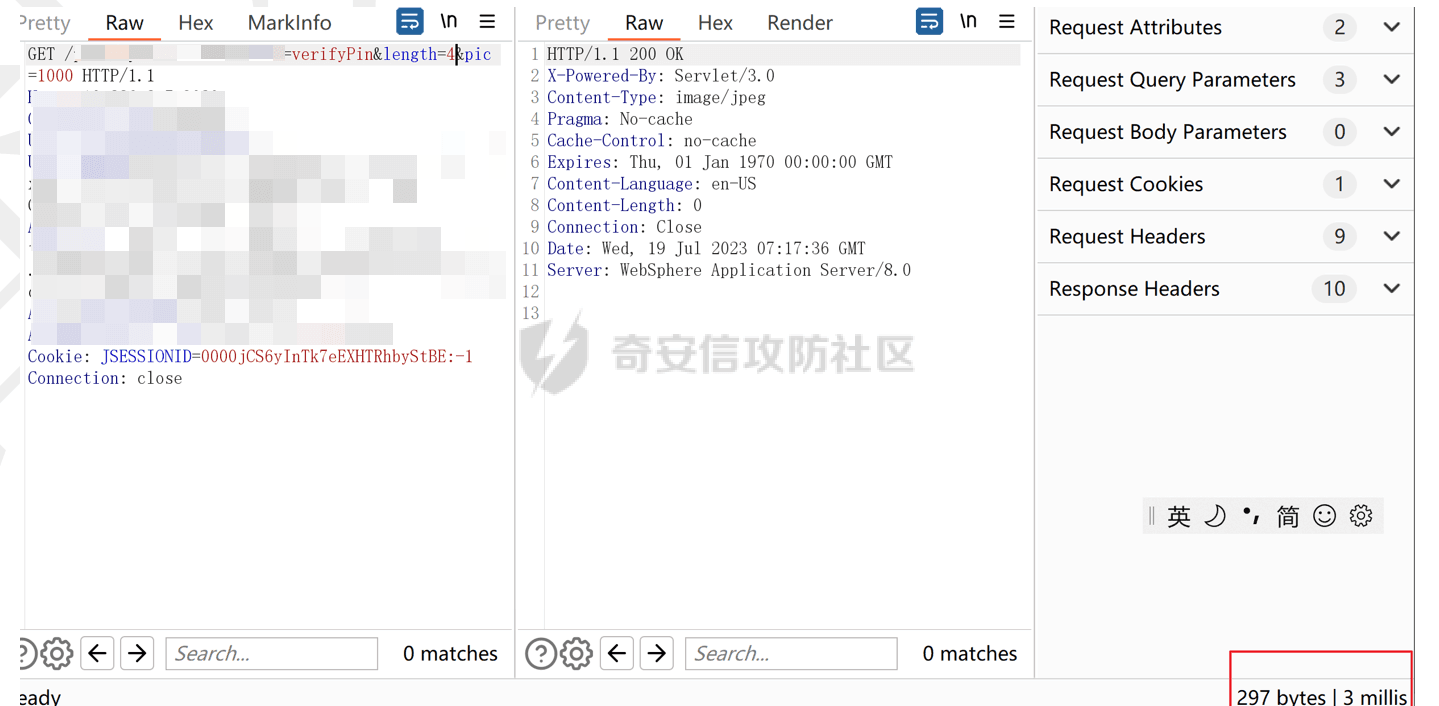 Pretty Raw Hex MarkInfo \n
GET / =verifyPin&length=4&pic
=1000 HTTP/1.1
Cookie: JSESSIONID=0000jCS6yInTk7eEXHTRhbyStBE:-1
Connection: close
Search... 0 matches
eady
Pretty Raw Hex Render \n
1 HTTP/1.1 200 OK
2 X-Powered-By: Servlet/3.0
3 Content-Type: image/jpeg
4 Pragma: No-cache
5 Cache-Control: no-cache
6 Expires: Thu, 01 Jan 1970 00:00:00 GMT
7 Content-Language: en-US
8 Content-Length: 0
9 Connection: Close
10 Date: Wed, 19 Jul 2023 07:17:36 GMT
11 Server: WebSphere Application Server/8.0
12
13
奇安信攻防社区
Search... 0 matches
Request Attributes 2
Request Query Parameters 3
Request Body Parameters 0
Request Cookies 1
Request Headers 9
Response Headers 10
英 简
297 bytes | 3 millis